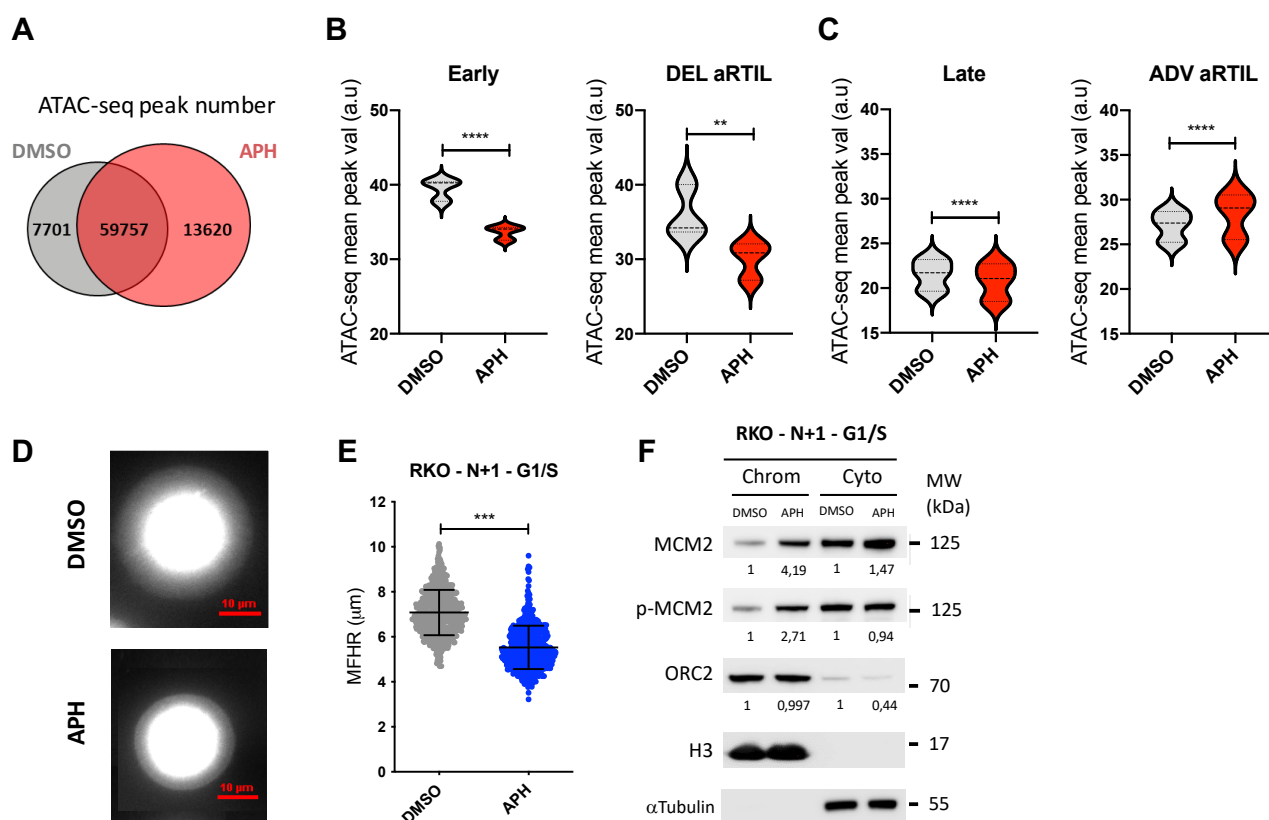 A
ATAC-seq peak number
DMSO
APH
7701
59757
13620
B
Early
ATAC-seq mean peak val (a.u)
50
40
30
20
****
DMSO
APH
DEL aRTIL
ATAC-seq mean peak val (a.u)
50
40
30
20
**
DMSO
APH
C
Late
ATAC-seq mean peak val (a.u)
40
35
30
25
20
15
****
DMSO
APH
ADV aRTIL
ATAC-seq mean peak val (a.u)
40
35
30
25
20
15
****
DMSO
APH
D
DMSO
10 µm
APH
10 µm
E
RKO - N+1 - G1/S
MFHR (µm)
12
10
8
6
4
2
0
***
DMSO
APH
F
RKO - N+1 - G1/S
Chrom Cyto MW
DMSO APH DMSO APH (kDa)
MCM2 125
1 4,19 1 1,47
p-MCM2 125
1 2,71 1 0,94
ORC2 70
1 0,997 1 0,44
H3 17
αTubulin 55